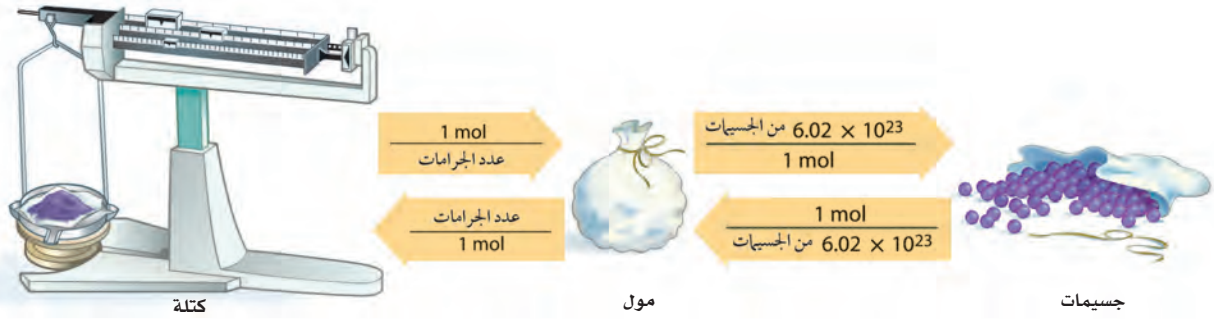 1 mol
عدد الجرامات
6.02 × 10²³ من الجسيمات
1 mol
عدد الجرامات
1 mol
1 mol
6.02 × 10²³ من الجسيمات
كتلة
مول
جسيمات